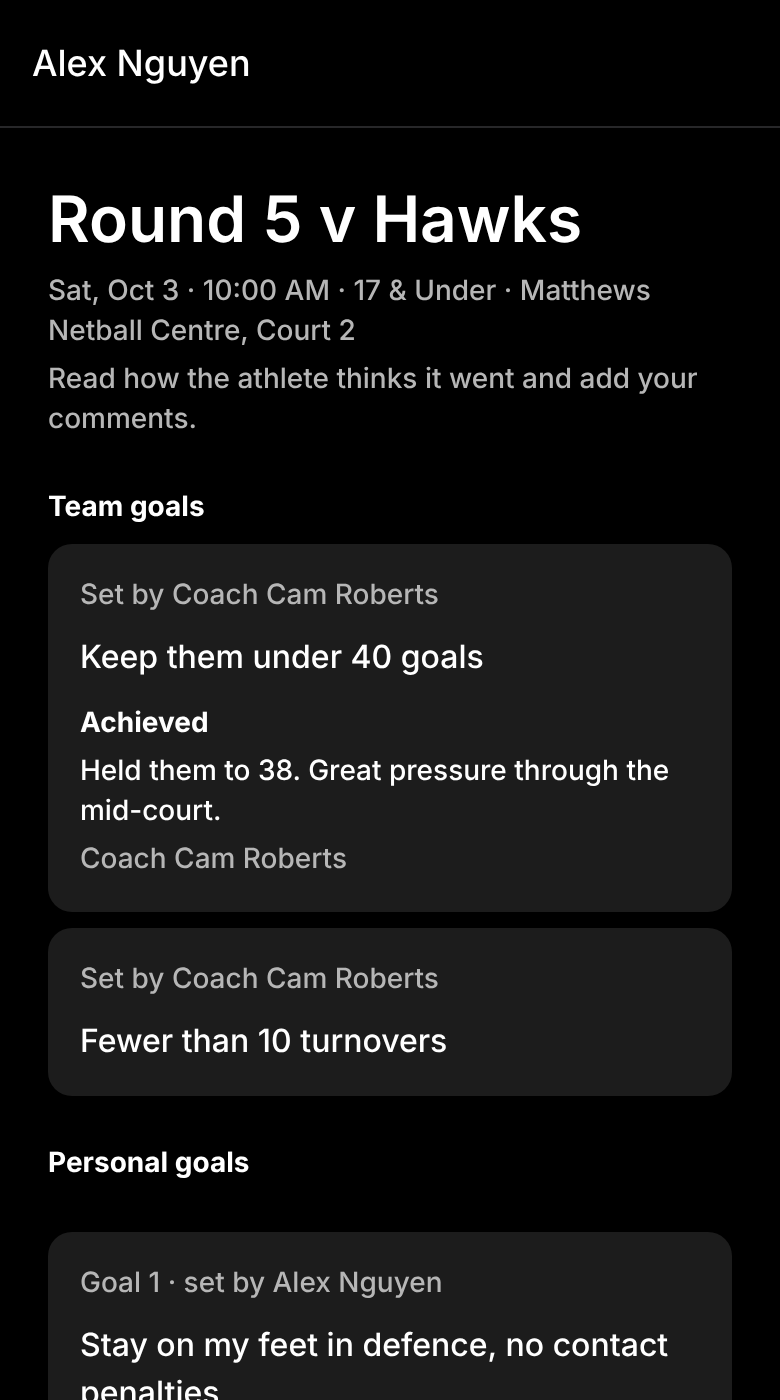 Alex Nguyen
Round 5 v Hawks
Sat, Oct 3 · 10:00 AM · 17 & Under · Matthews
Netball Centre, Court 2
Read how the athlete thinks it went and add your
comments.
Team goals
Set by Coach Cam Roberts
Keep them under 40 goals
Achieved
Held them to 38. Great pressure through the
mid-court.
Coach Cam Roberts
Set by Coach Cam Roberts
Fewer than 10 turnovers
Personal goals
Goal 1 · set by Alex Nguyen
Stay on my feet in defence, no contact
penalties